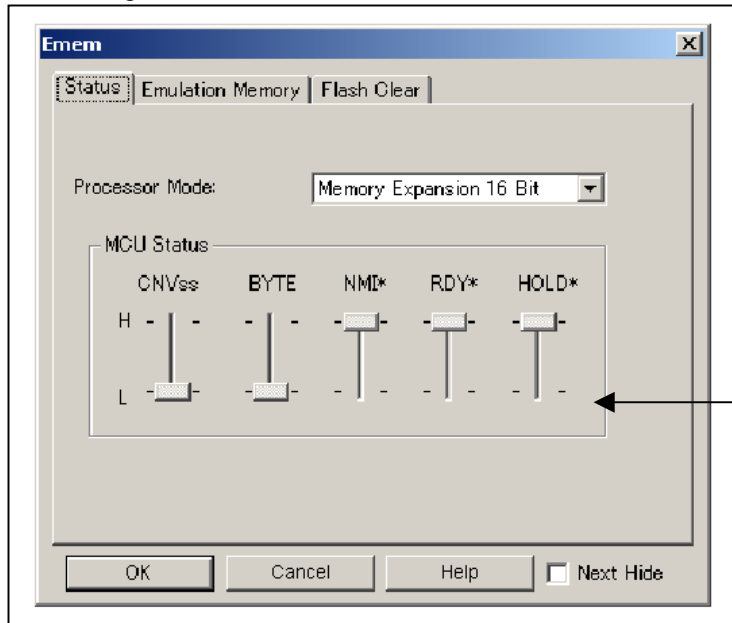 Emem
Status Emulation Memory Flash Clear
Processor Mode: Memory Expansion 16 Bit
MCU Status
CNVss BYTE NMI* RDY* HOLD*
H
L
OK Cancel Help Next Hide